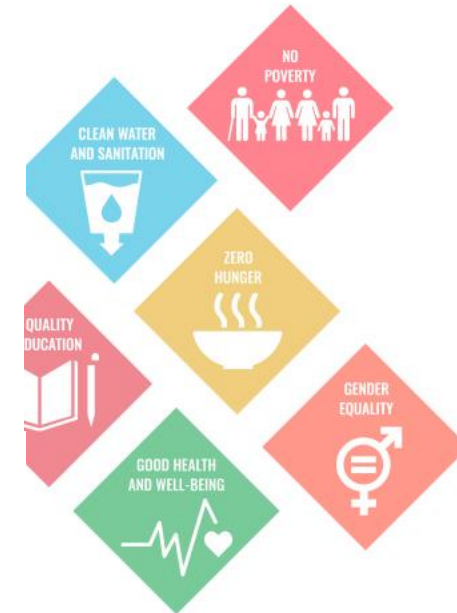 NO
POVERTY
CLEAN WATER
AND SANITATION
ZERO
HUNGER
QUALITY
DUCATION
GENDER
EQUALITY
GOOD HEALTH
AND WELL-BEING